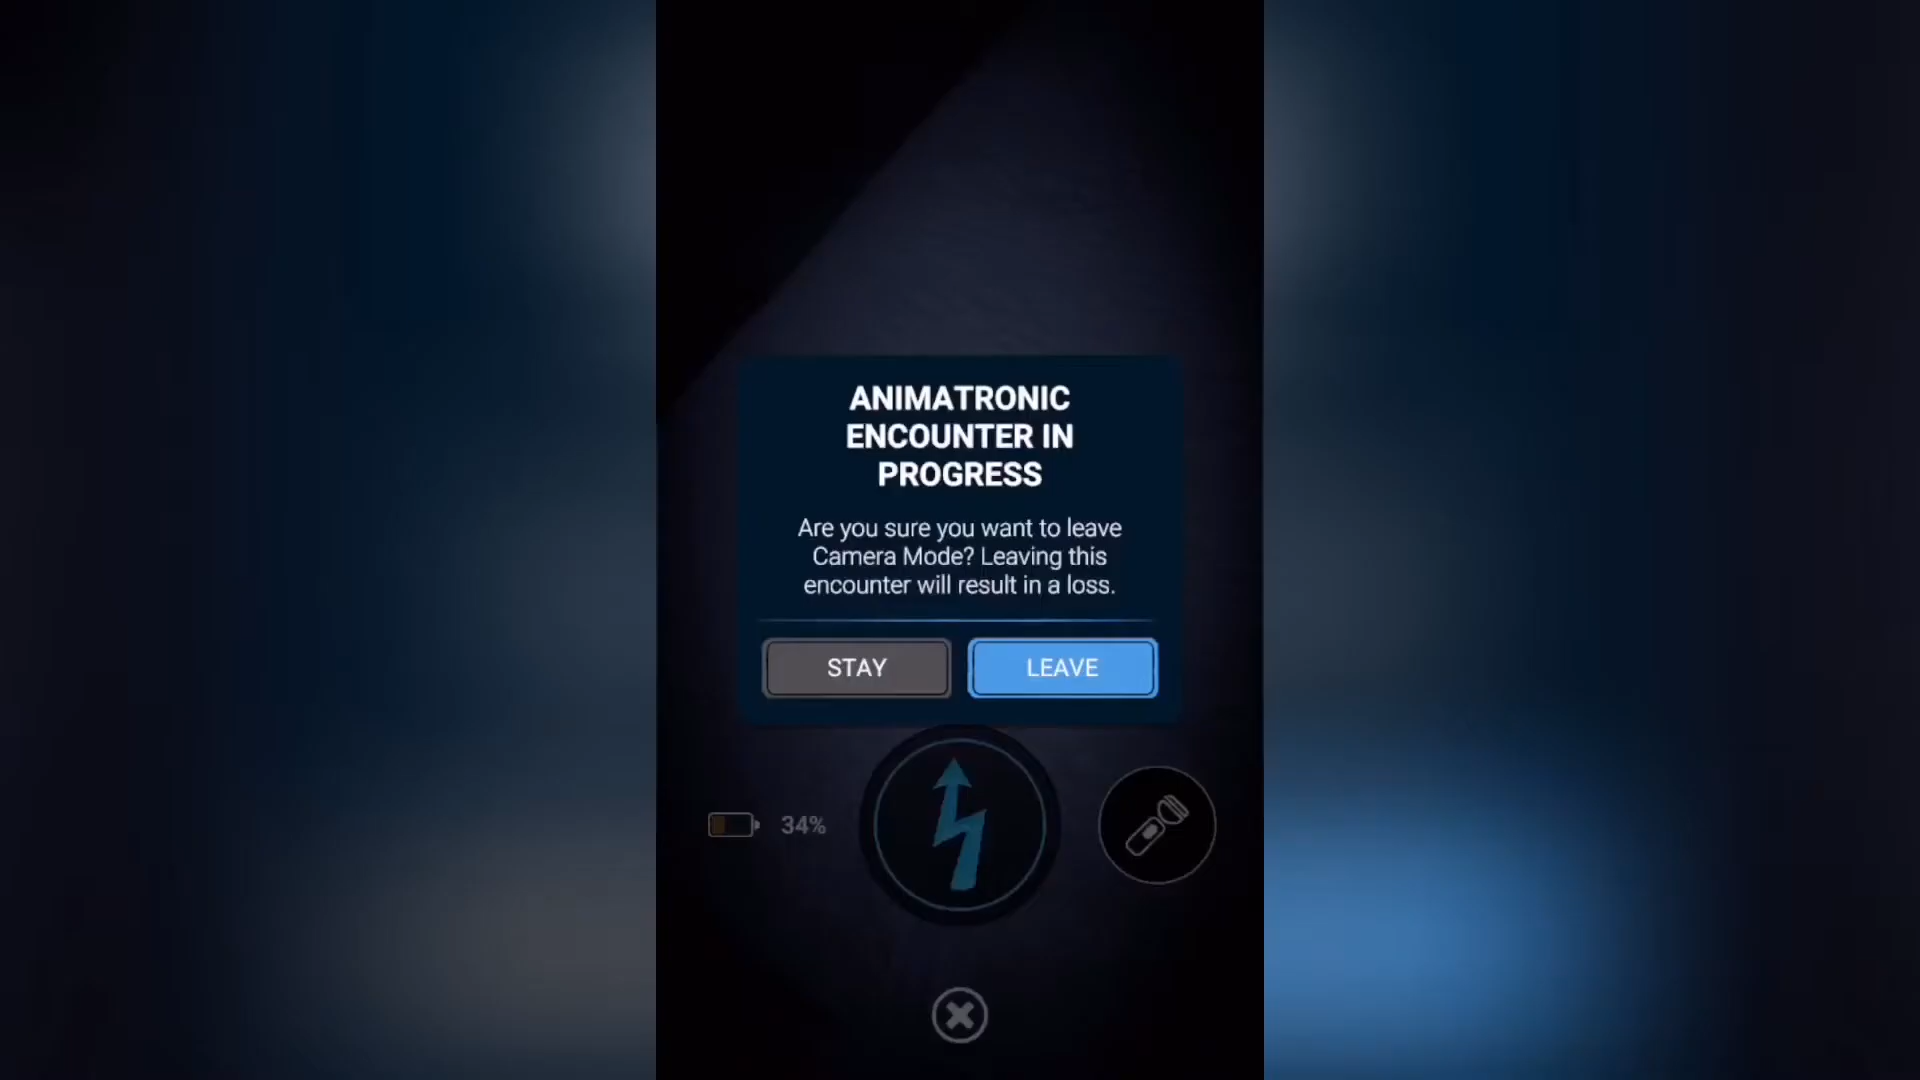 ANIMATRONIC
ENCOUNTER IN
PROGRESS
Are you sure you want to leave
Camera Mode? Leaving this
encounter will result in a loss.
STAY LEAVE
34%